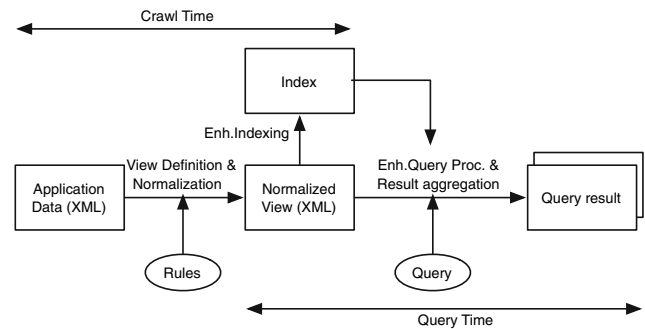 Crawl Time
Index
Enh.Indexing
View Definition &
Normalization
Enh.Query Proc. &
Result aggregation
Application
Data (XML)
Normalized
View (XML)
Query result
Rules
Query
Query Time